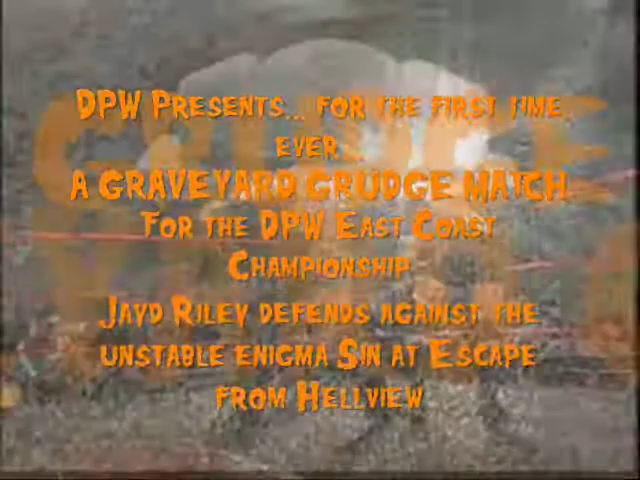 DPW Presents... for the first time
ever...
A GRAVEYARD GRUDGE MATCH
For the DPW East Coast
Championship
Jayd Riley defends against the
unstable enigma Sin at Escape
from Hellview